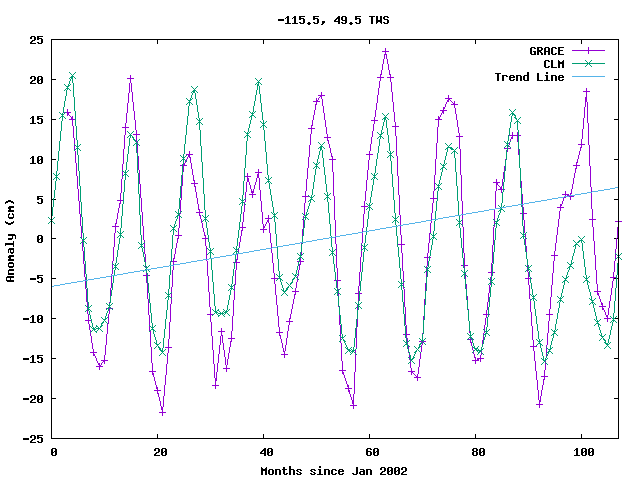 -115.5, 49.5 TWS
GRACE
CLM
Trend Line
25
20
15
10
5
0
-5
-10
-15
-20
-25
Anomaly (cm)
0 20 40 60 80 100
Months since Jan 2002